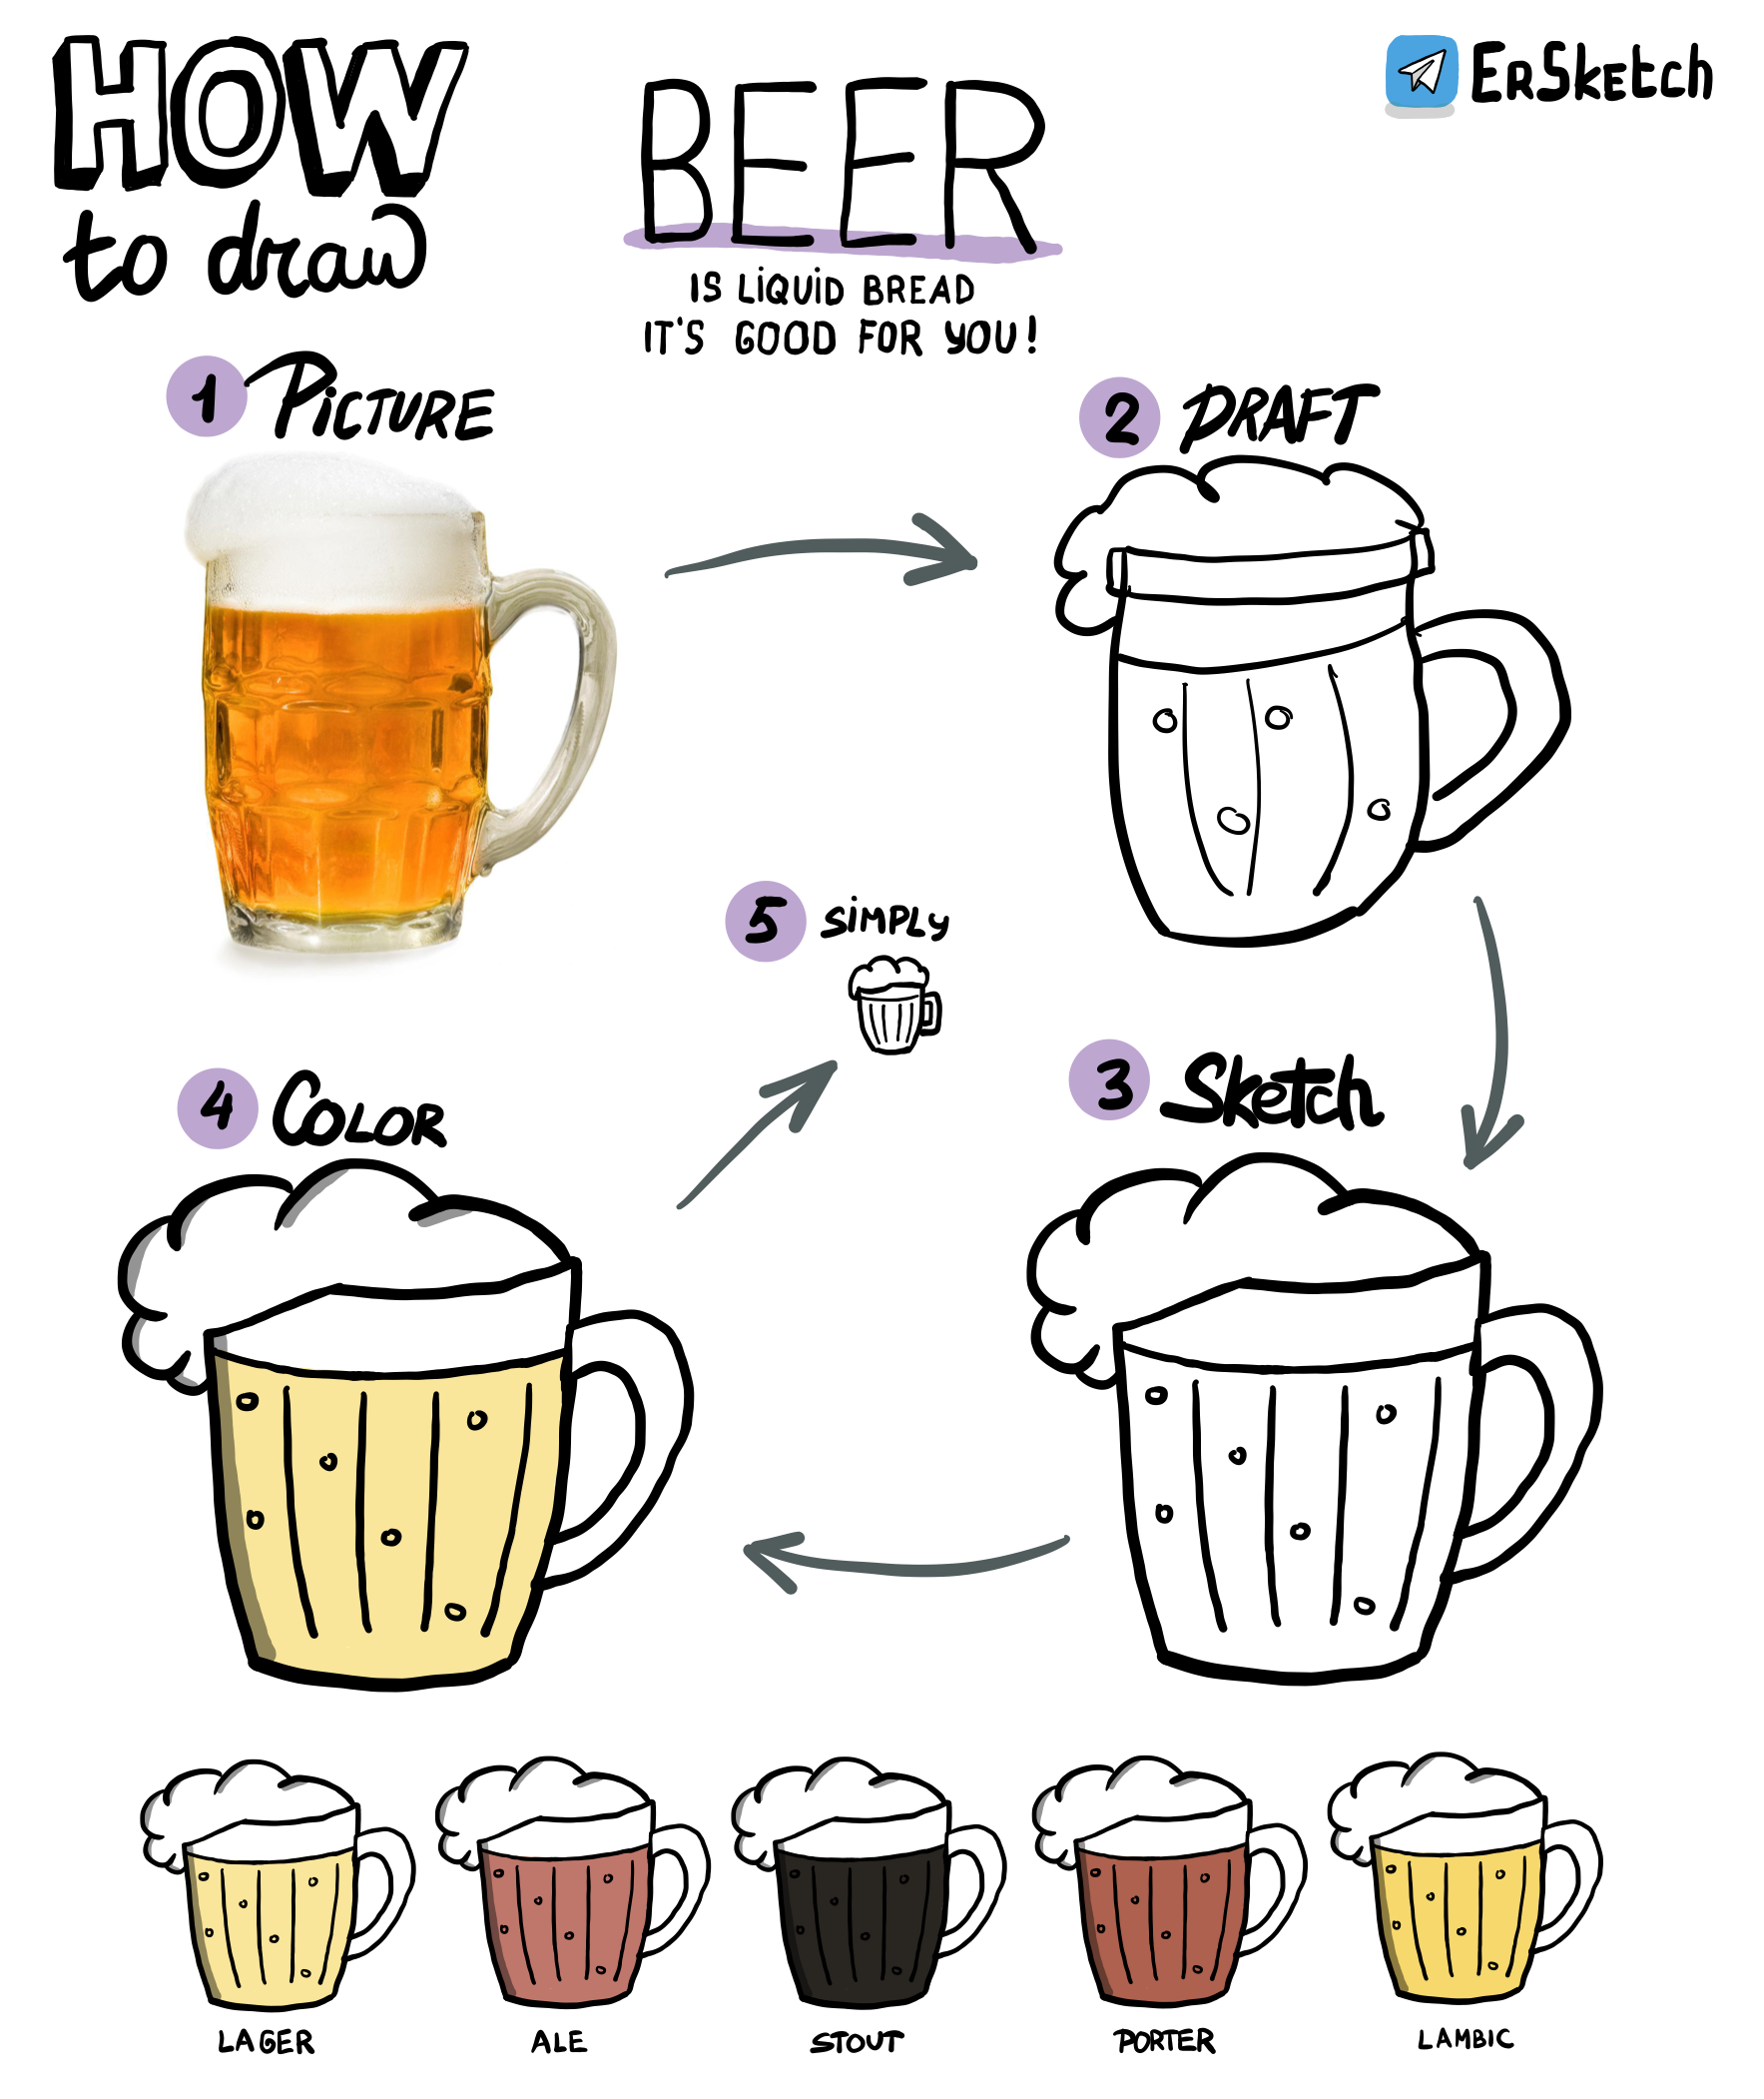 HOW
to draw
BEER
IS LiQUiD BREAD
IT'S GOOD FOR YOU!
ErSketch
1 PiCTURE
2 DRAFT
5 SiMPLy
4 COLOR
3 Sketch
LAGER
ALE
STOUT
PORTER
LAMBIC